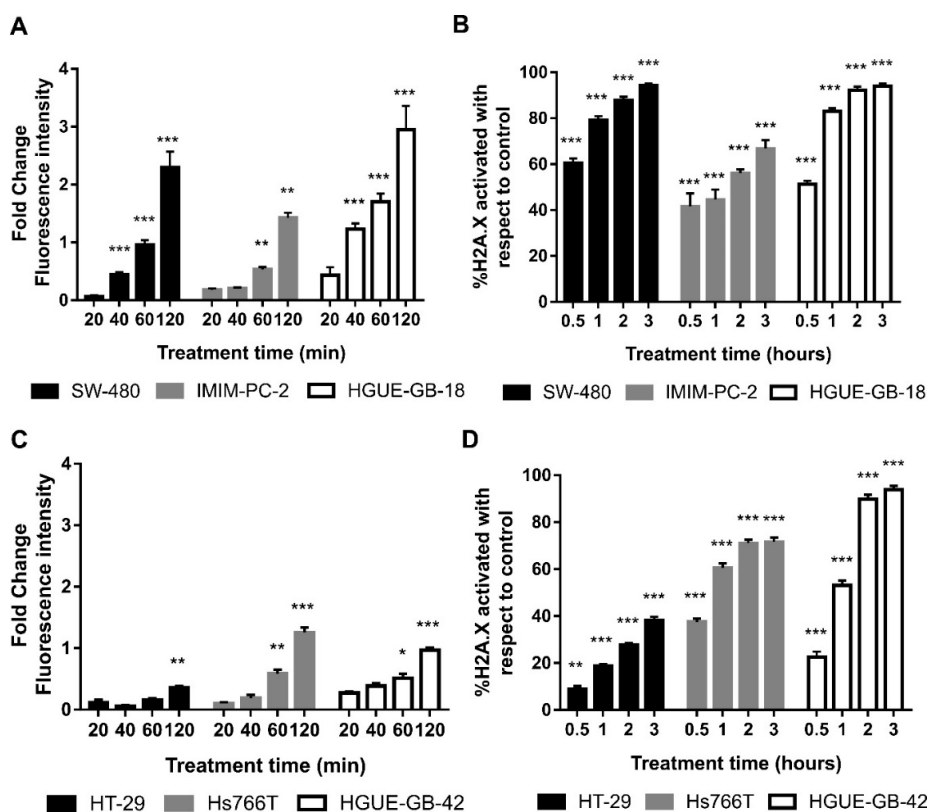 A
Fold Change
Fluorescence intensity
4
3
2
1
0
*** *** ***
** **
*** *** ***
20 40 60 120 20 40 60 120 20 40 60 120
Treatment time (min)
SW-480 IMIM-PC-2 HGUE-GB-18
B
%H2A.X activated with
respect to control
100
80
60
40
20
0
*** *** *** ***
*** *** *** ***
*** *** *** ***
0.5 1 2 3 0.5 1 2 3 0.5 1 2 3
Treatment time (hours)
SW-480 IMIM-PC-2 HGUE-GB-18
C
Fold Change
Fluorescence intensity
4
3
2
1
0
**
** ***
* ***
20 40 60 120 20 40 60 120 20 40 60 120
Treatment time (min)
HT-29 Hs766T HGUE-GB-42
D
%H2A.X activated with
respect to control
100
80
60
40
20
0
** *** *** ***
*** *** *** ***
*** *** *** ***
0.5 1 2 3 0.5 1 2 3 0.5 1 2 3
Treatment time (hours)
HT-29 Hs766T HGUE-GB-42